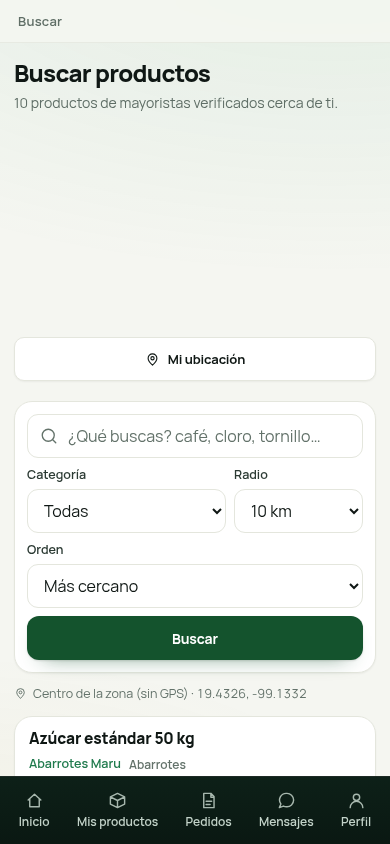 Buscar
Buscar productos
10 productos de mayoristas verificados cerca de ti.
Mi ubicación
¿Qué buscas? café, cloro, tornillo…
Categoría
Radio
Todas
10 km
Orden
Más cercano
Buscar
Centro de la zona (sin GPS) · 19.4326, -99.1332
Azúcar estándar 50 kg
Abarrotes Maru Abarrotes
Inicio
Mis productos
Pedidos
Mensajes
Perfil